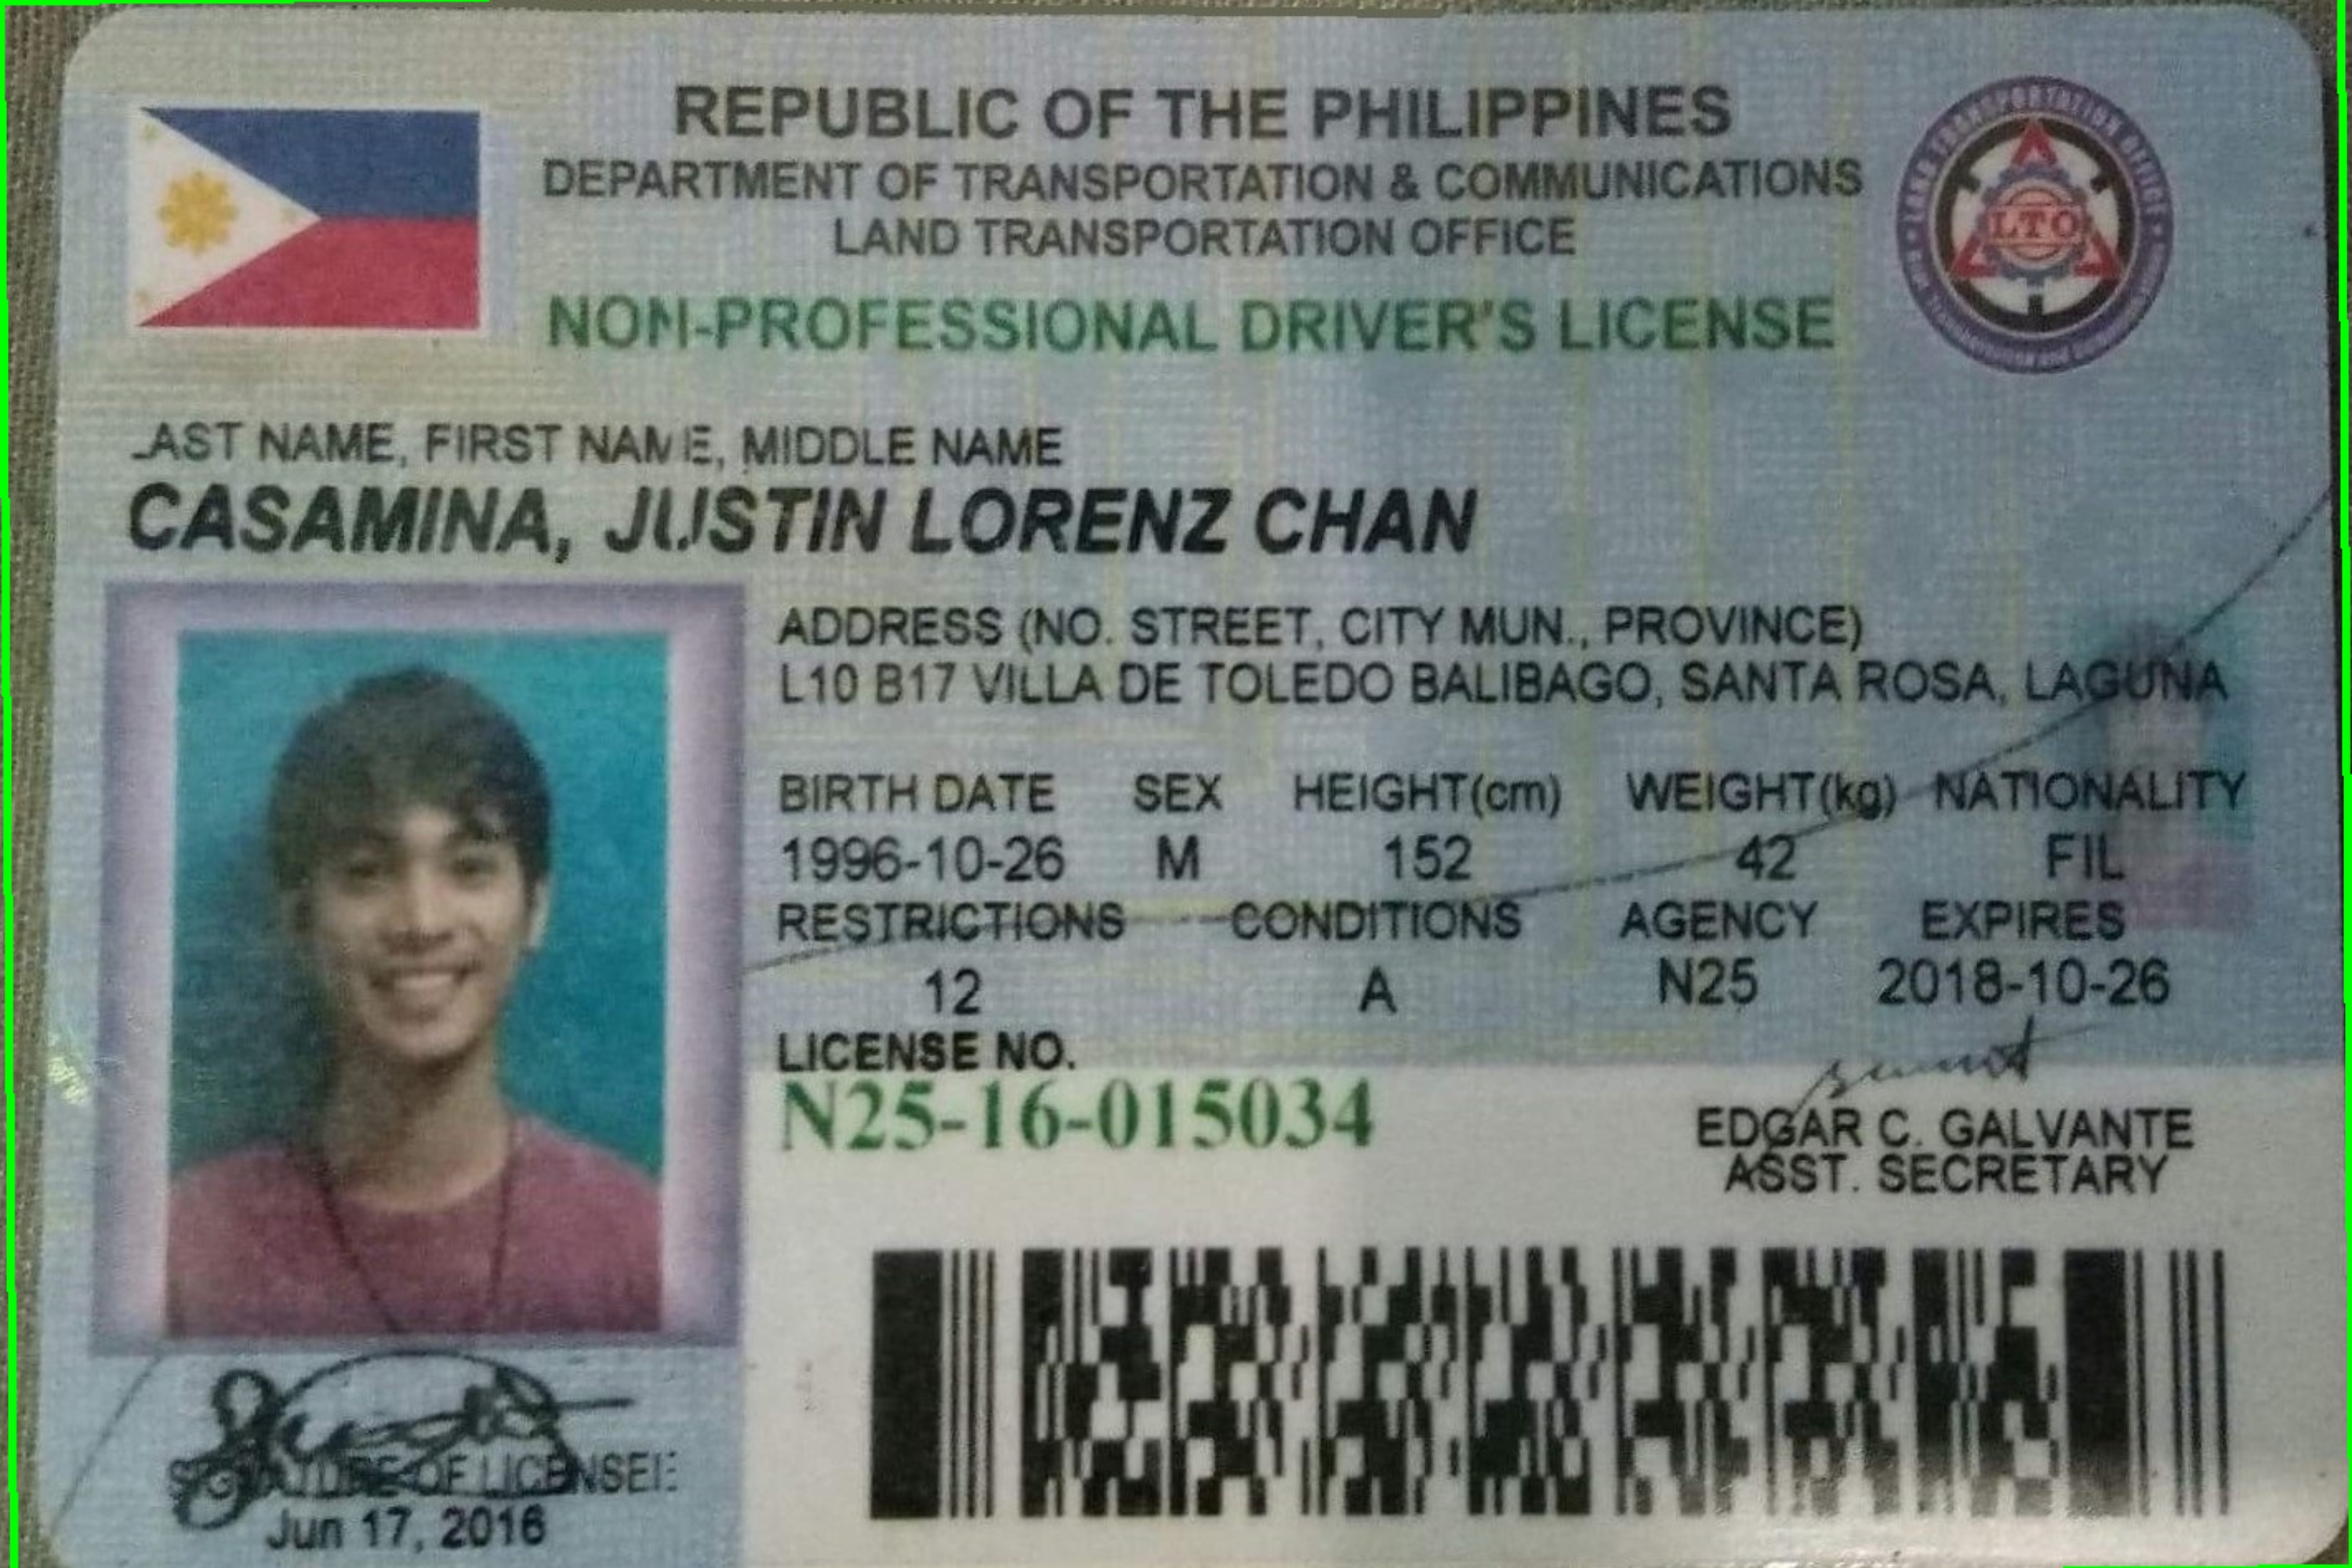 REPUBLIC OF THE PHILIPPINES
DEPARTMENT OF TRANSPORTATION & COMMUNICATIONS
LAND TRANSPORTATION OFFICE
LAND TRANSPORTATION OFFICE
LTO
NON-PROFESSIONAL DRIVER'S LICENSE
LAST NAME, FIRST NAME, MIDDLE NAME
CASAMINA, JUSTIN LORENZ CHAN
ADDRESS (NO. STREET, CITY MUN., PROVINCE)
L10 B17 VILLA DE TOLEDO BALIBAGO, SANTA ROSA, LAGUNA
BIRTH DATE SEX HEIGHT(cm) WEIGHT(kg) NATIONALITY
1996-10-26 M 152 42 FIL
RESTRICTIONS CONDITIONS AGENCY EXPIRES
12 A N25 2018-10-26
LICENSE NO.
N25-16-015034
EDGAR C. GALVANTE
ASST. SECRETARY
SIGNATURE OF LICENSEE
Jun 17, 2016